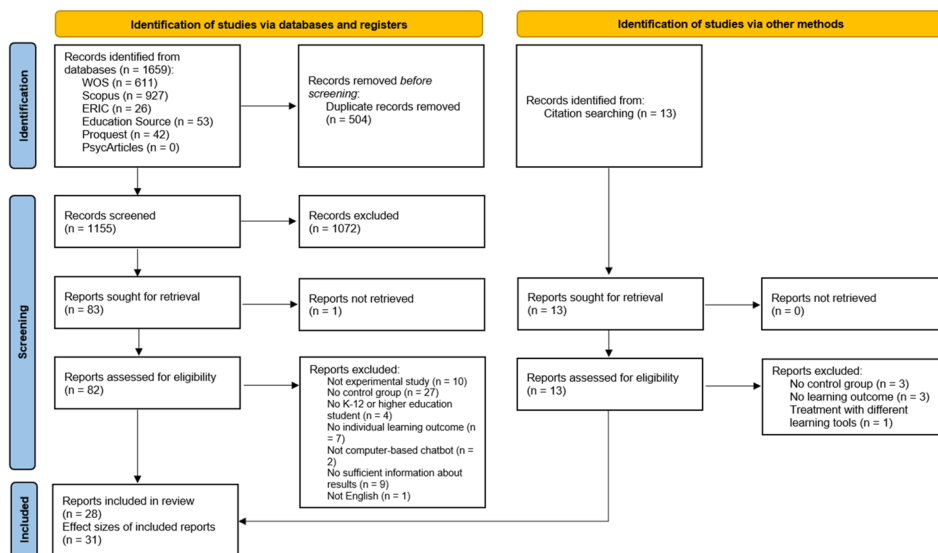 Identification of studies via databases and registers
Identification of studies via other methods
Identification
Records identified from
databases (n = 1659):
WOS (n = 611)
Scopus (n = 927)
ERIC (n = 26)
Education Source (n = 53)
Proquest (n = 42)
PsycArticles (n = 0)
Records removed before
screening:
Duplicate records removed
(n = 504)
Records identified from:
Citation searching (n = 13)
Screening
Records screened
(n = 1155)
Records excluded
(n = 1072)
Reports sought for retrieval
(n = 83)
Reports not retrieved
(n = 1)
Reports sought for retrieval
(n = 13)
Reports not retrieved
(n = 0)
Reports assessed for eligibility
(n = 82)
Reports excluded:
Not experimental study (n = 10)
No control group (n = 27)
No K-12 or higher education
student (n = 4)
No individual learning outcome (n
= 7)
Not computer-based chatbot (n =
2)
No sufficient information about
results (n = 9)
Not English (n = 1)
Reports assessed for eligibility
(n = 13)
Reports excluded:
No control group (n = 3)
No learning outcome (n = 3)
Treatment with different
learning tools (n = 1)
Included
Reports included in review
(n = 28)
Effect sizes of included reports
(n = 31)